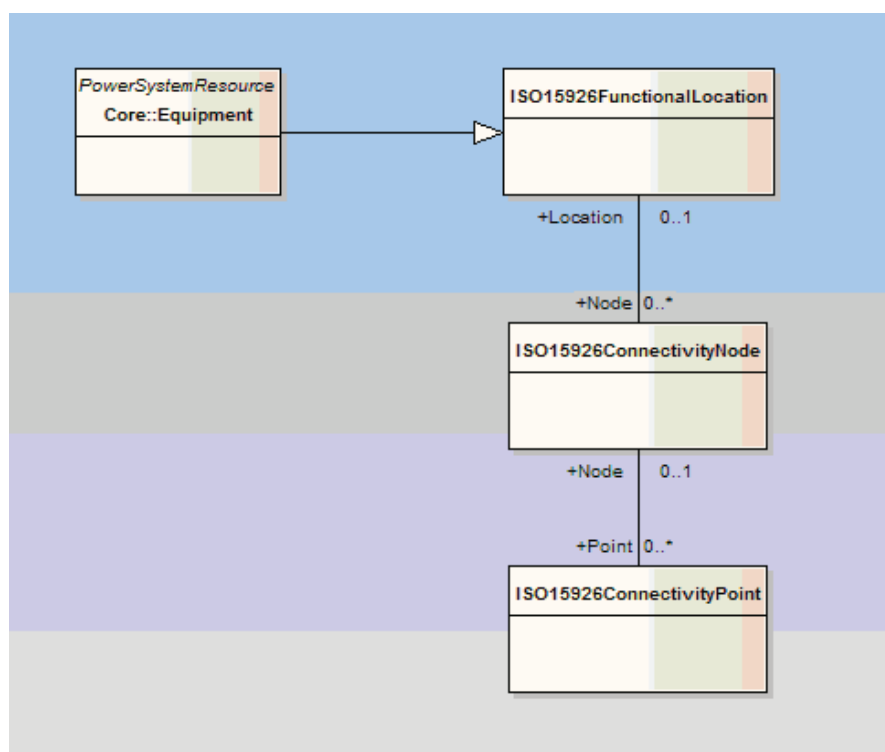 PowerSystemResource
Core::Equipment
ISO15926FunctionalLocation
+Location 0..1
+Node 0..*
ISO15926ConnectivityNode
+Node 0..1
+Point 0..*
ISO15926ConnectivityPoint